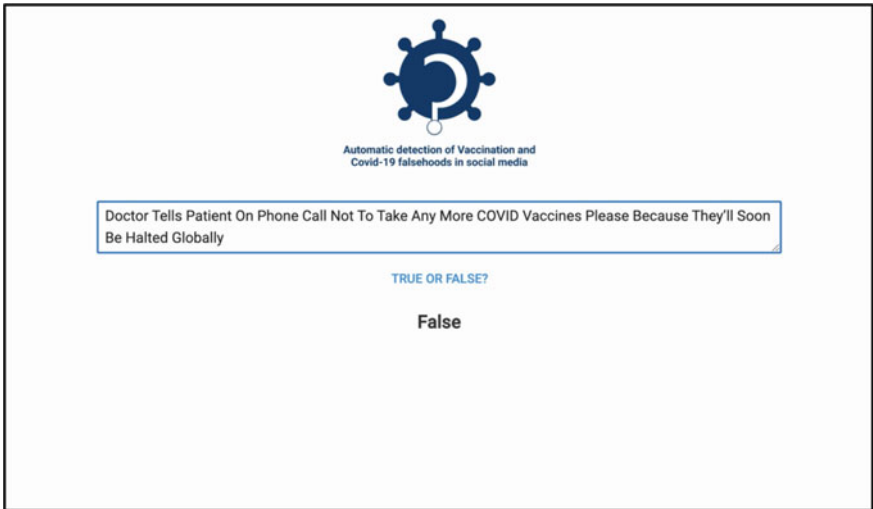 Automatic detection of Vaccination and
Covid-19 falsehoods in social media
Doctor Tells Patient On Phone Call Not To Take Any More COVID Vaccines Please Because They'll Soon
Be Halted Globally
TRUE OR FALSE?
False